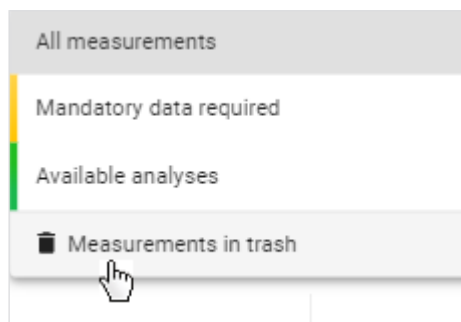 All measurements
Mandatory data required
Available analyses
Measurements in trash